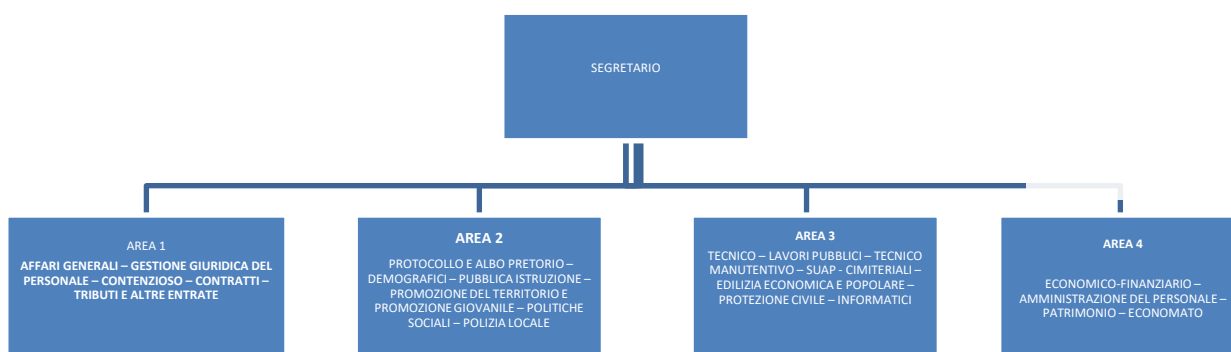 SEGRETARIO
AREA 1
AFFARI GENERALI – GESTIONE GIURIDICA DEL
PERSONALE – CONTENZIOSO – CONTRATTI –
TRIBUTI E ALTRE ENTRATE
AREA 2
PROTOCOLLO E ALBO PRETORIO –
DEMOGRAFICI – PUBBLICA ISTRUZIONE –
PROMOZIONE DEL TERRITORIO E
PROMOZIONE GIOVANILE – POLITICHE
SOCIALI – POLIZIA LOCALE
AREA 3
TECNICO – LAVORI PUBBLICI – TECNICO
MANUTENTIVO – SUAP - CIMITERIALI –
EDILIZIA ECONOMICA E POPOLARE –
PROTEZIONE CIVILE – INFORMATICI
AREA 4
ECONOMICO-FINANZIARIO –
AMMINISTRAZIONE DEL PERSONALE –
PATRIMONIO – ECONOMATO